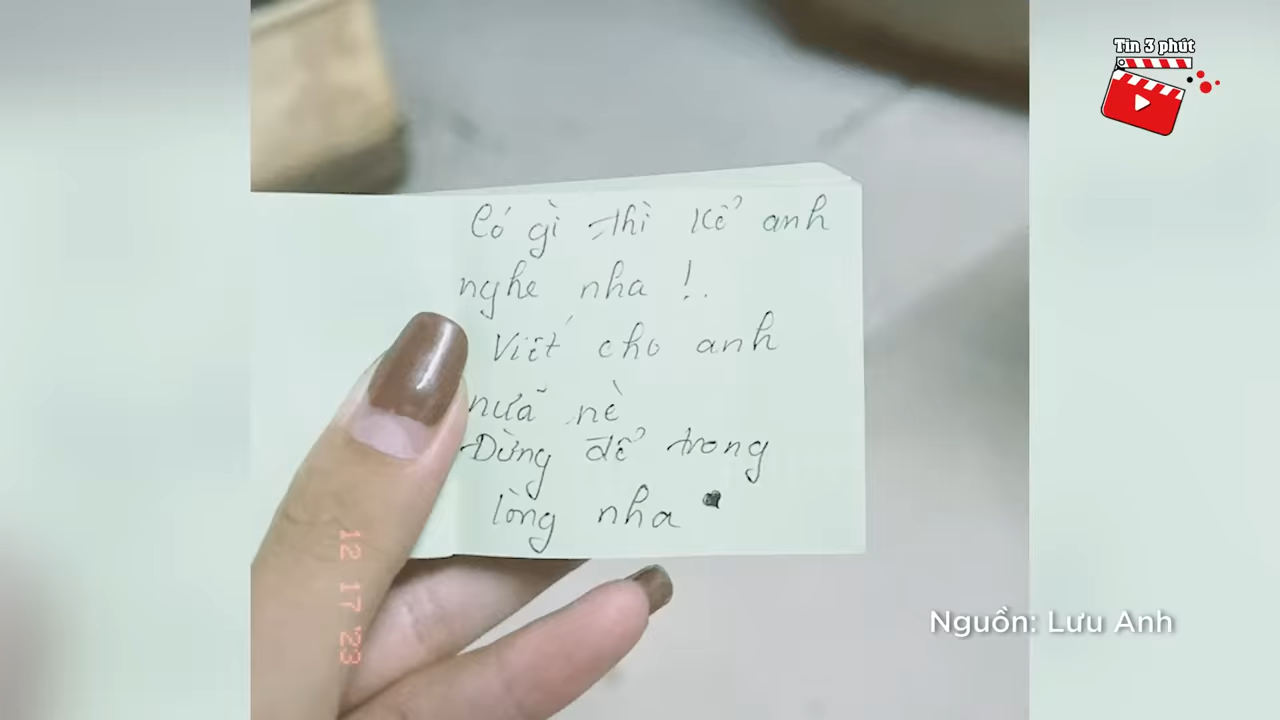 Tin 3 phút
Có gì thì kể anh
nghe nha !.
Viết cho anh
nữa nè
Đừng để trong
lòng nha
12 17 '23
Nguồn: Lưu Anh